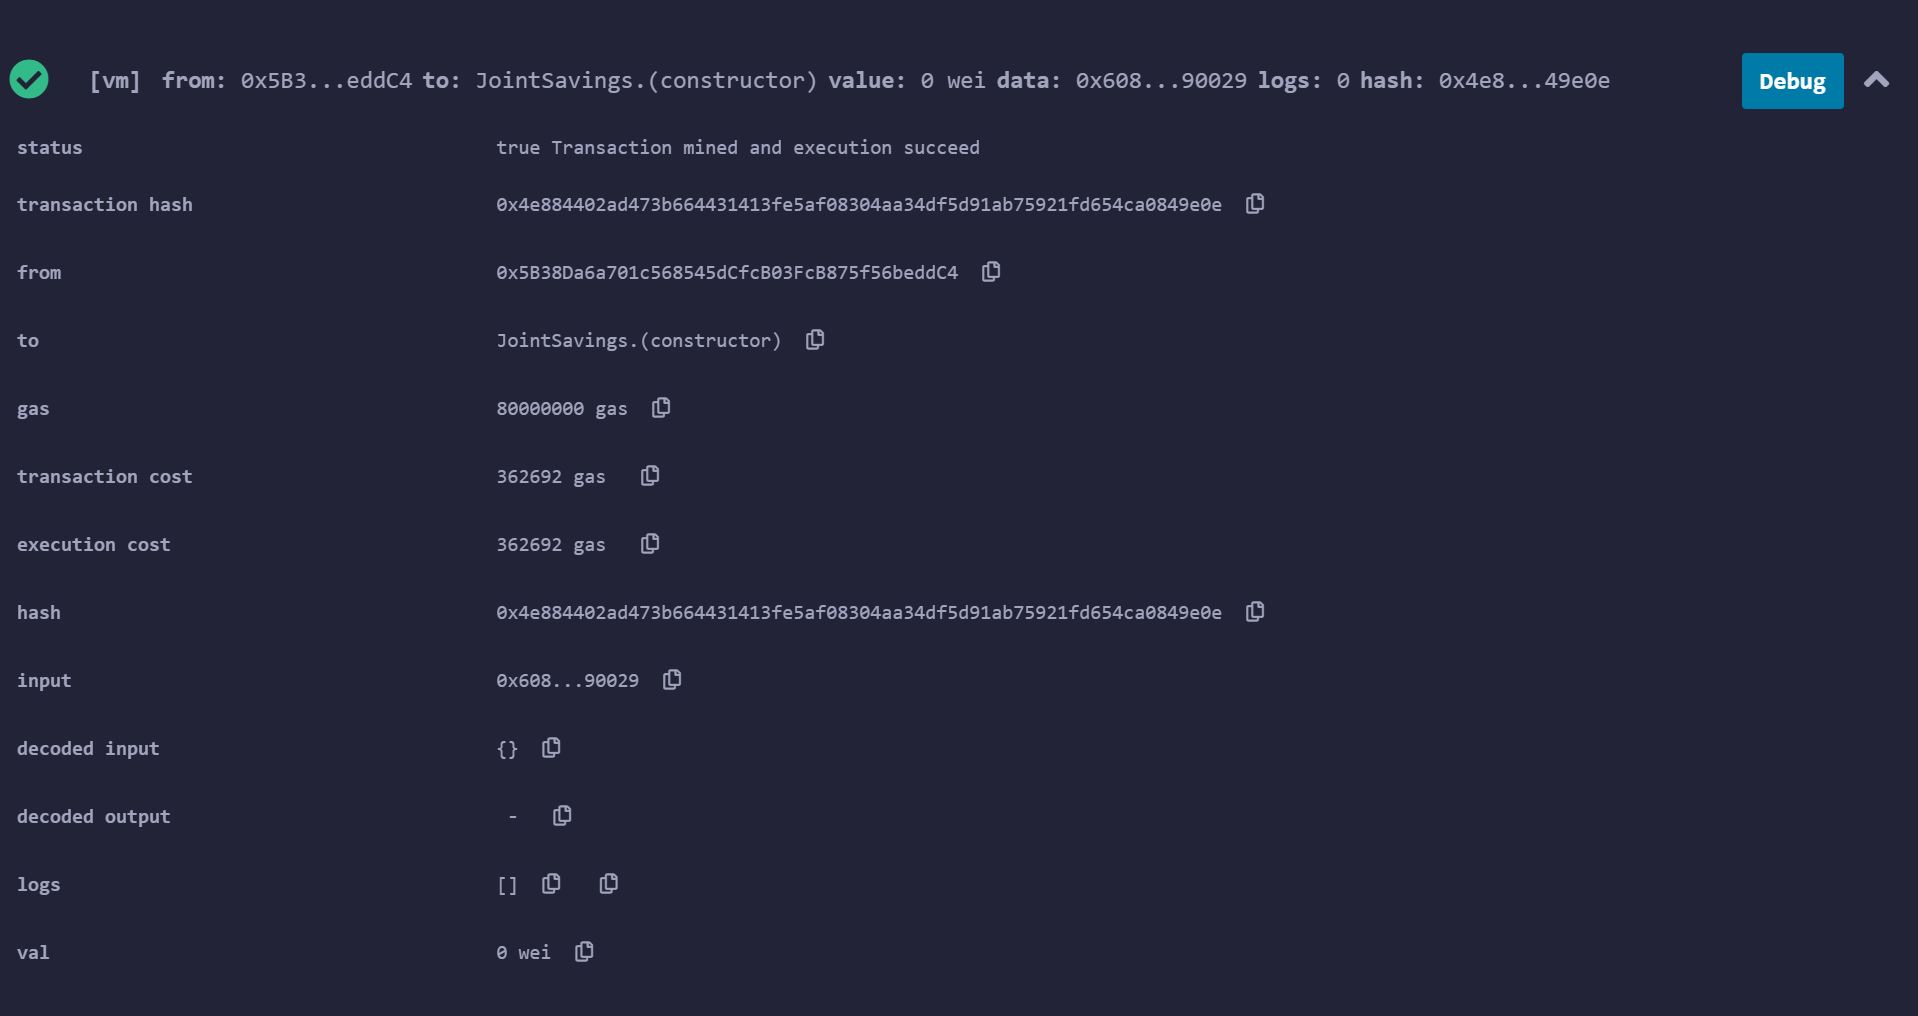 [vm] from: 0x5B3...eddC4 to: JointSavings.(constructor) value: 0 wei data: 0x608...90029 logs: 0 hash: 0x4e8...49e0e Debug
status true Transaction mined and execution succeed
transaction hash 0x4e884402ad473b664431413fe5af08304aa34df5d91ab75921fd654ca0849e0e
from 0x5B38Da6a701c568545dCfcB03FcB875f56beddC4
to JointSavings.(constructor)
gas 80000000 gas
transaction cost 362692 gas
execution cost 362692 gas
hash 0x4e884402ad473b664431413fe5af08304aa34df5d91ab75921fd654ca0849e0e
input 0x608...90029
decoded input {}
decoded output -
logs []
val 0 wei